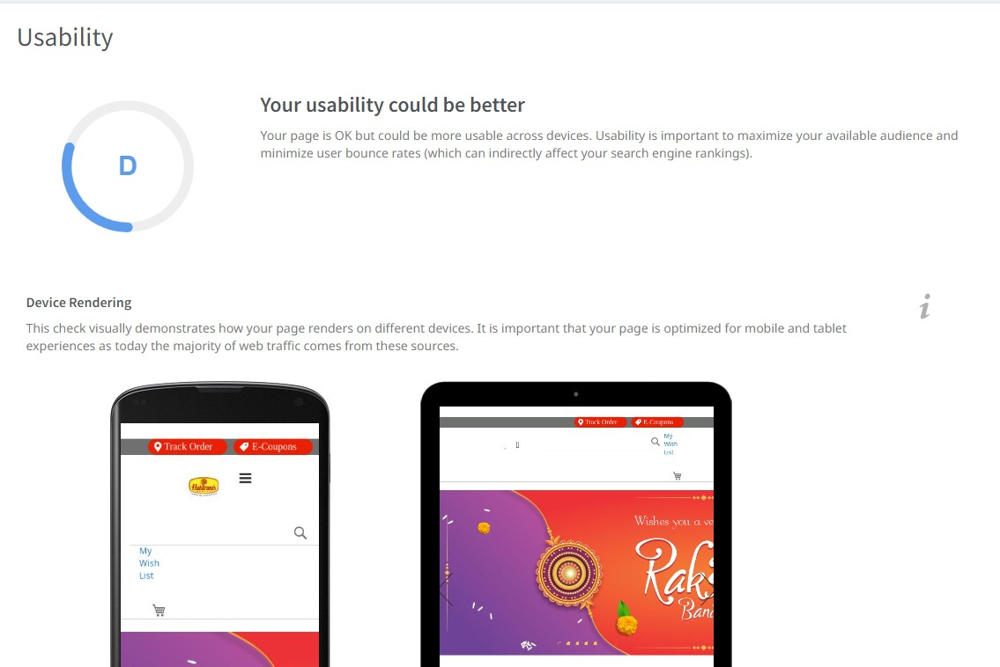 Usability
D
Your usability could be better
Your page is OK but could be more usable across devices. Usability is important to maximize your available audience and
minimize user bounce rates (which can indirectly affect your search engine rankings).
Device Rendering
i
This check visually demonstrates how your page renders on different devices. It is important that your page is optimized for mobile and tablet
experiences as today the majority of web traffic comes from these sources.
Track Order
E-Coupons
Haldiram's
My
Wish
List
Track Order
E-Coupons
My
Wish
List
Wishes you a ve
Raks
Band